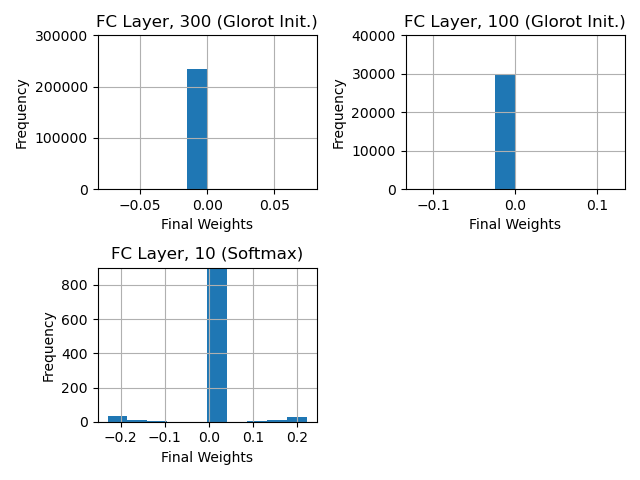 FC Layer, 300 (Glorot Init.)
300000
200000
100000
0
Frequency
−0.05 0.00 0.05
Final Weights
FC Layer, 100 (Glorot Init.)
40000
30000
20000
10000
0
Frequency
−0.1 0.0 0.1
Final Weights
FC Layer, 10 (Softmax)
800
600
400
200
0
Frequency
−0.2 −0.1 0.0 0.1 0.2
Final Weights